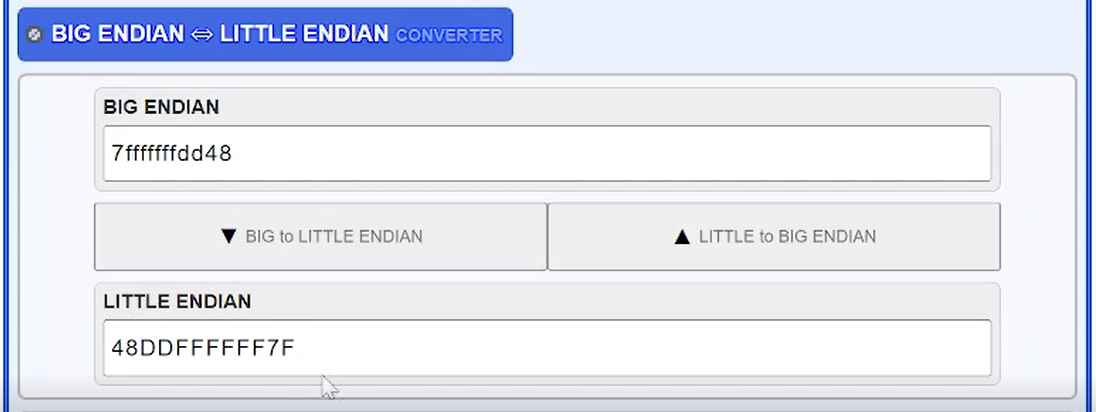 BIG ENDIAN ⇔ LITTLE ENDIAN CONVERTER
BIG ENDIAN
7fffffffdd48
▼ BIG to LITTLE ENDIAN
▲ LITTLE to BIG ENDIAN
LITTLE ENDIAN
48DDFFFFFF7F